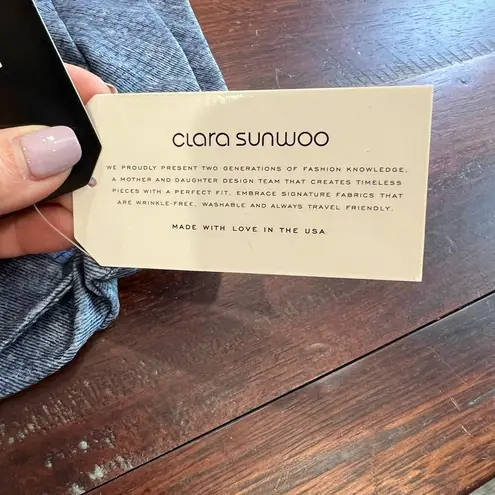 clara sunwoo
WE PROUDLY PRESENT TWO GENERATIONS OF FASHION KNOWLEDGE.
A MOTHER AND DAUGHTER DESIGN TEAM THAT CREATES TIMELESS
PIECES WITH A PERFECT FIT. EMBRACE SIGNATURE FABRICS THAT
ARE WRINKLE-FREE, WASHABLE AND ALWAYS TRAVEL FRIENDLY.
MADE WITH LOVE IN THE USA